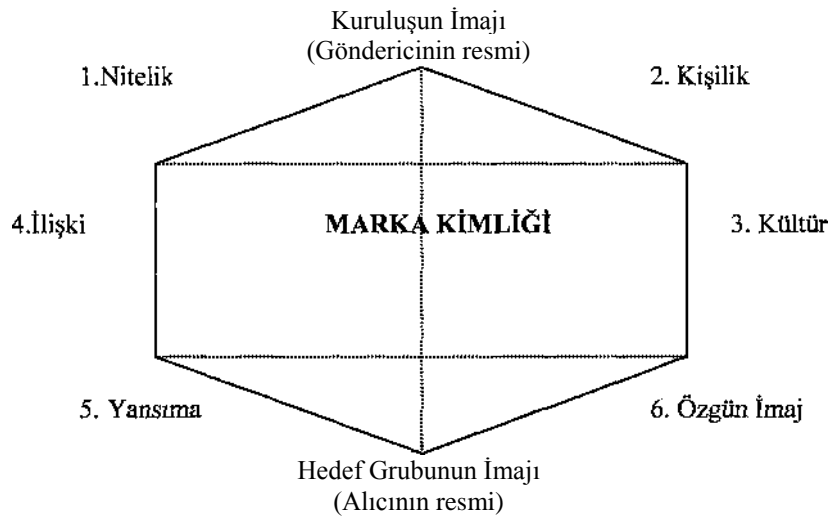 Kuruluşun İmajı
(Göndericinin resmi)
1.Nitelik
2. Kişilik
4.İlişki
MARKA KİMLİĞİ
3. Kültür
5. Yansıma
6. Özgün İmaj
Hedef Grubunun İmajı
(Alıcının resmi)